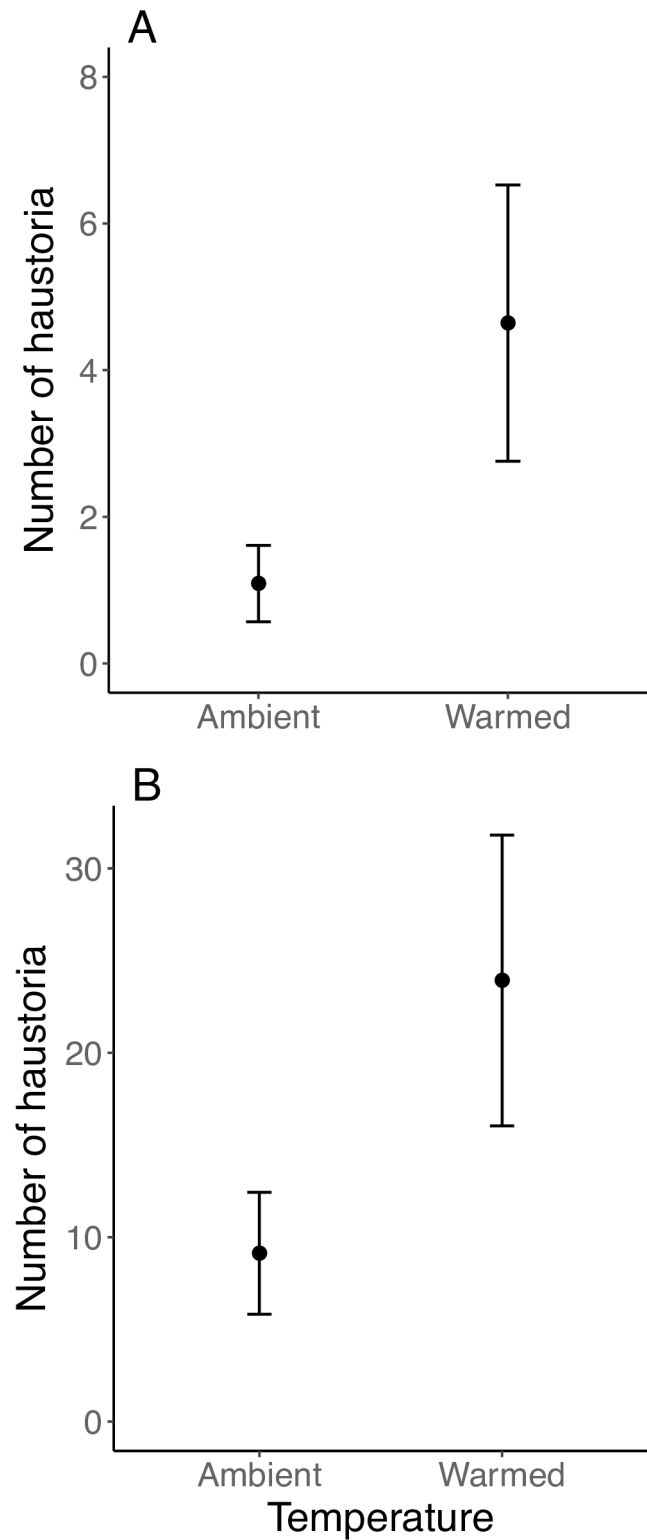 A
Number of haustoria
8
6
4
2
0
Ambient Warmed
B
Number of haustoria
30
20
10
0
Ambient Warmed
Temperature